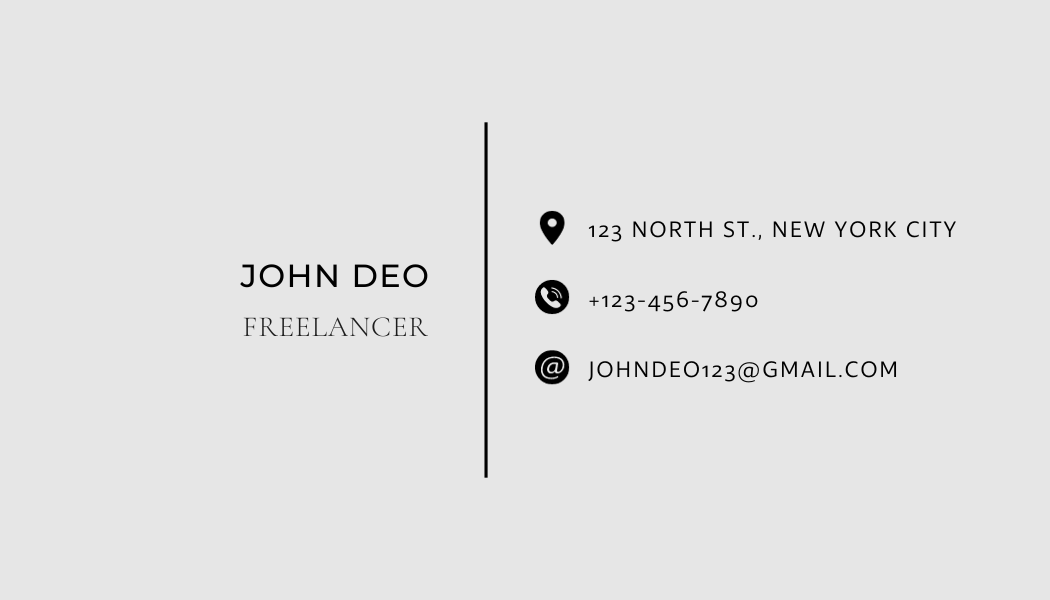 JOHN DEO
FREELANCER
123 NORTH ST., NEW YORK CITY
+123-456-7890
JOHNDEO123@GMAIL.COM